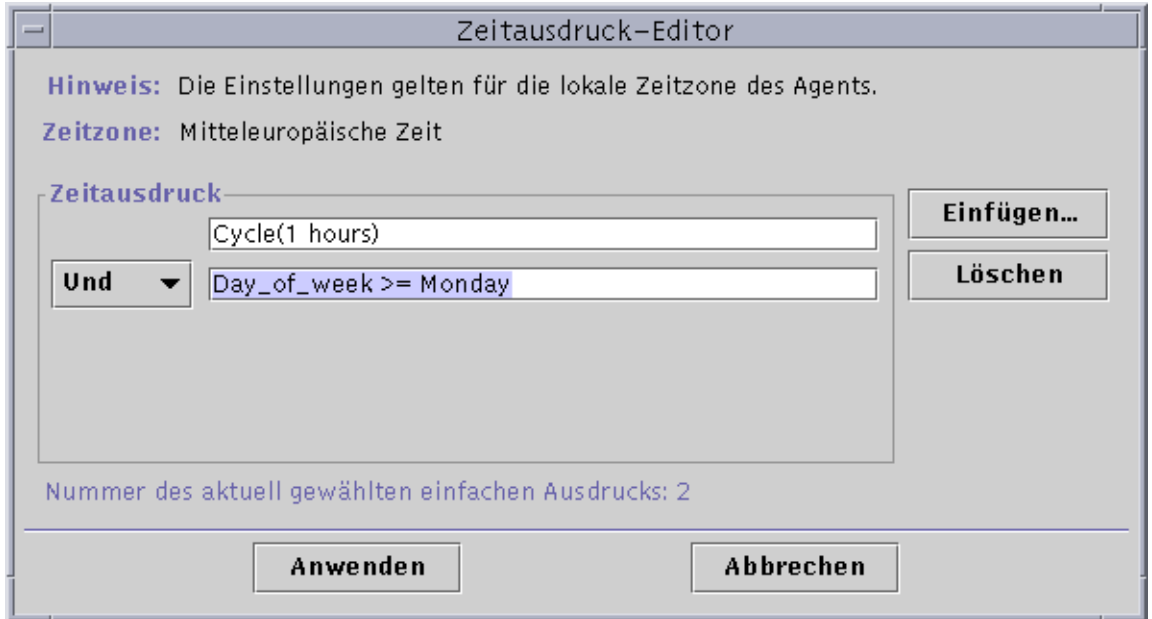 Zeitausdruck–Editor
Hinweis: Die Einstellungen gelten für die lokale Zeitzone des Agents.
Zeitzone: Mitteleuropäische Zeit
Zeitausdruck
Cycle(1 hours)
Einfügen...
Und Day_of_week >= Monday
Löschen
Nummer des aktuell gewählten einfachen Ausdrucks: 2
Anwenden Abbrechen